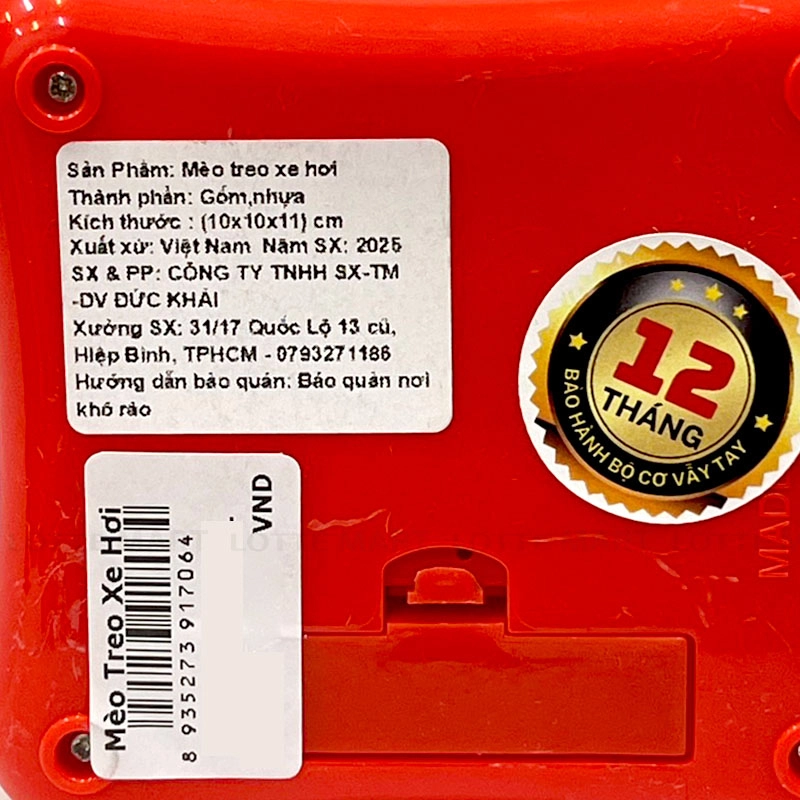 Sản Phẩm: Mèo treo xe hơi
Thành phần: Gốm,nhựa
Kích thước : (10x10x11) cm
Xuất xứ: Việt Nam Năm SX: 2025
SX & PP: CÔNG TY TNHH SX-TM
-DV ĐỨC KHẢI
Xưởng SX: 31/17 Quốc Lộ 13 cũ,
Hiệp Bình, TPHCM - 0793271186
Hướng dẫn bảo quản: Bảo quản nơi
khô ráo
12
THÁNG
BẢO HÀNH BỘ CƠ VẪY TAY
Mèo Treo Xe Hơi
8 935273 917064
VND
MAD